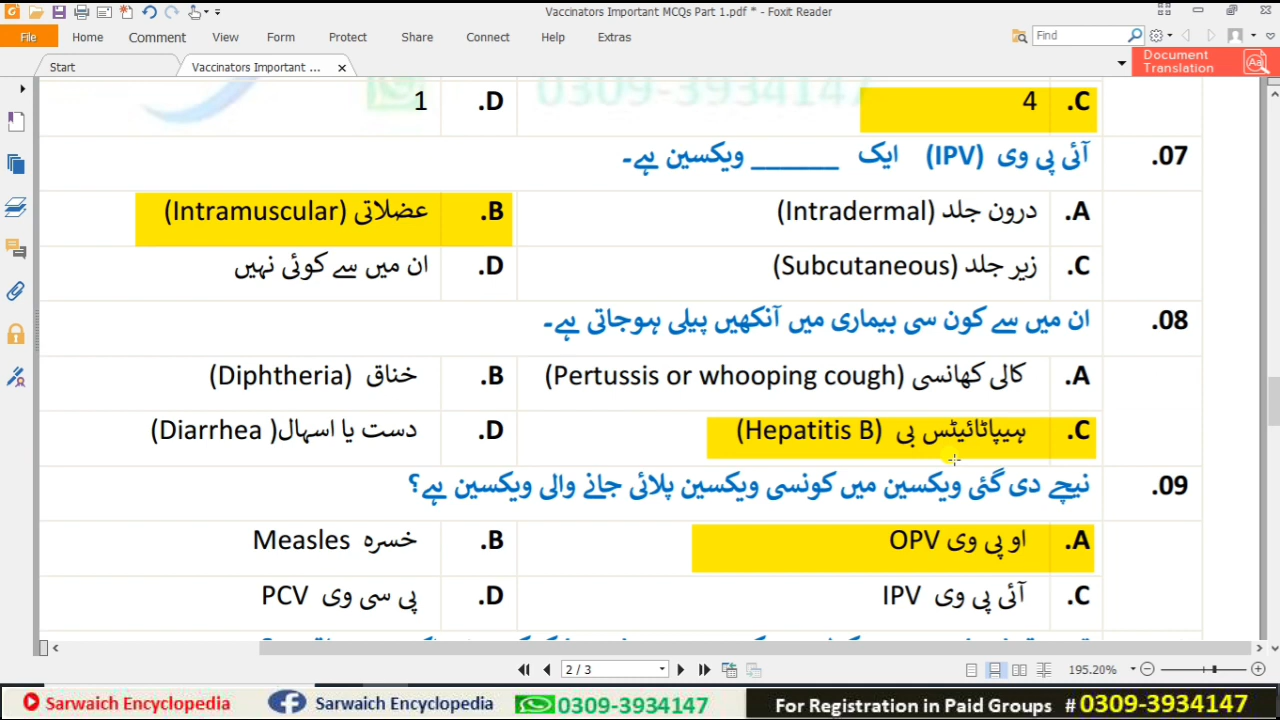 Vaccinators Important MCQs Part 1.pdf * - Foxit Reader
File Home Comment View Form Protect Share Connect Help Extras
Find
Start
Vaccinators Important ...
Document Translation
0309-3934147
C. 4
D. 1
07. آئی پی وی (IPV) ایک ______ ویکسین ہے۔
A. درون جلد (Intradermal)
B. عضلاتی (Intramuscular)
C. زیر جلد (Subcutaneous)
D. ان میں سے کوئی نہیں
08. ان میں سے کون سی بیماری میں آنکھیں پیلی ہوجاتی ہے۔
A. کالی کھانسی (Pertussis or whooping cough)
B. خناق (Diphtheria)
C. ہیپاٹائیٹس بی (Hepatitis B)
D. دست یا اسہال( Diarrhea)
09. نیچے دی گئی ویکسین میں کونسی ویکسین پلائی جانے والی ویکسین ہے؟
A. او پی وی OPV
B. خسرہ Measles
C. آئی پی وی IPV
D. پی سی وی PCV
2 / 3
195.20%
Sarwaich Encyclopedia
Sarwaich Encyclopedia
0309-3934147
For Registration in Paid Groups # 0309-3934147